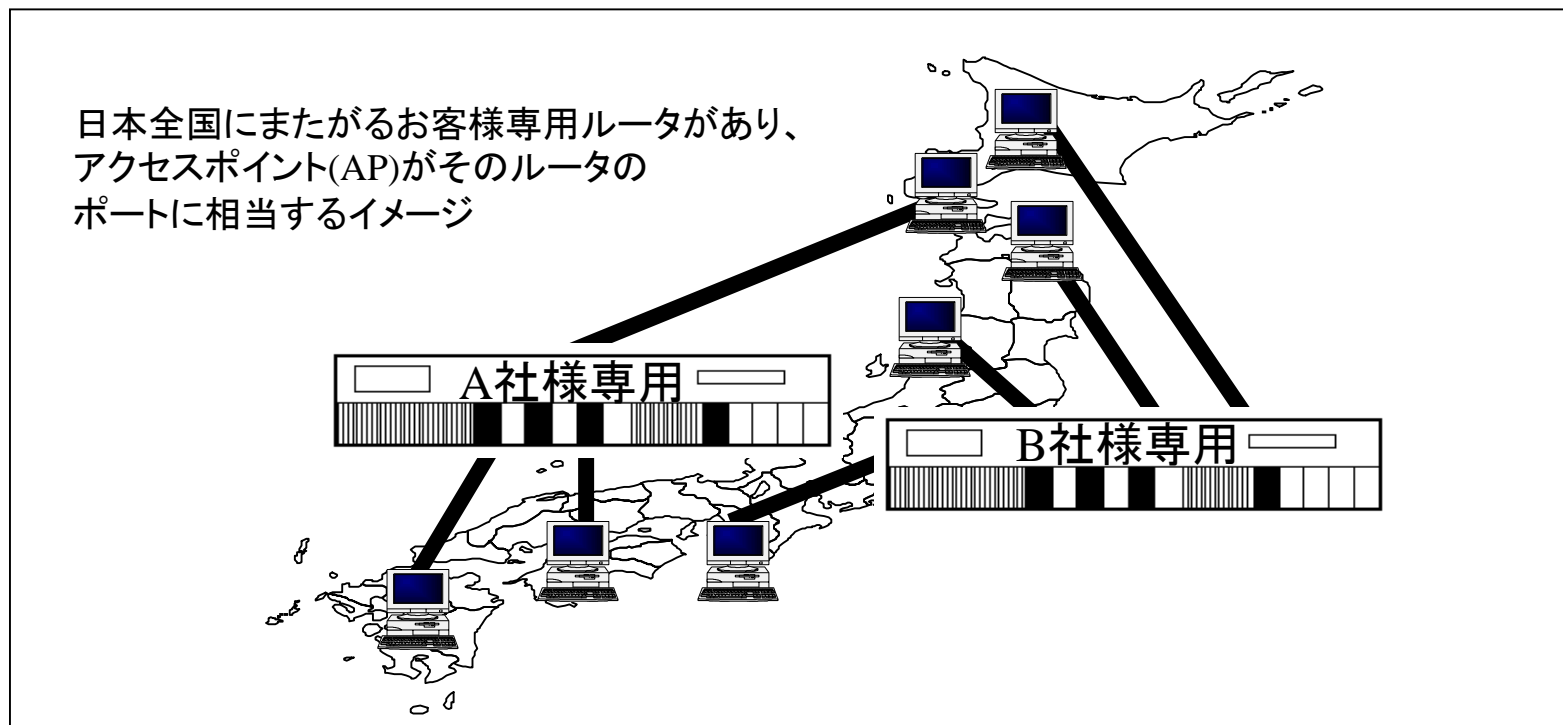 日本全国にまたがるお客様専用ルータがあり、
アクセスポイント(AP)がそのルータの
ポートに相当するイメージ
A社様専用
B社様専用